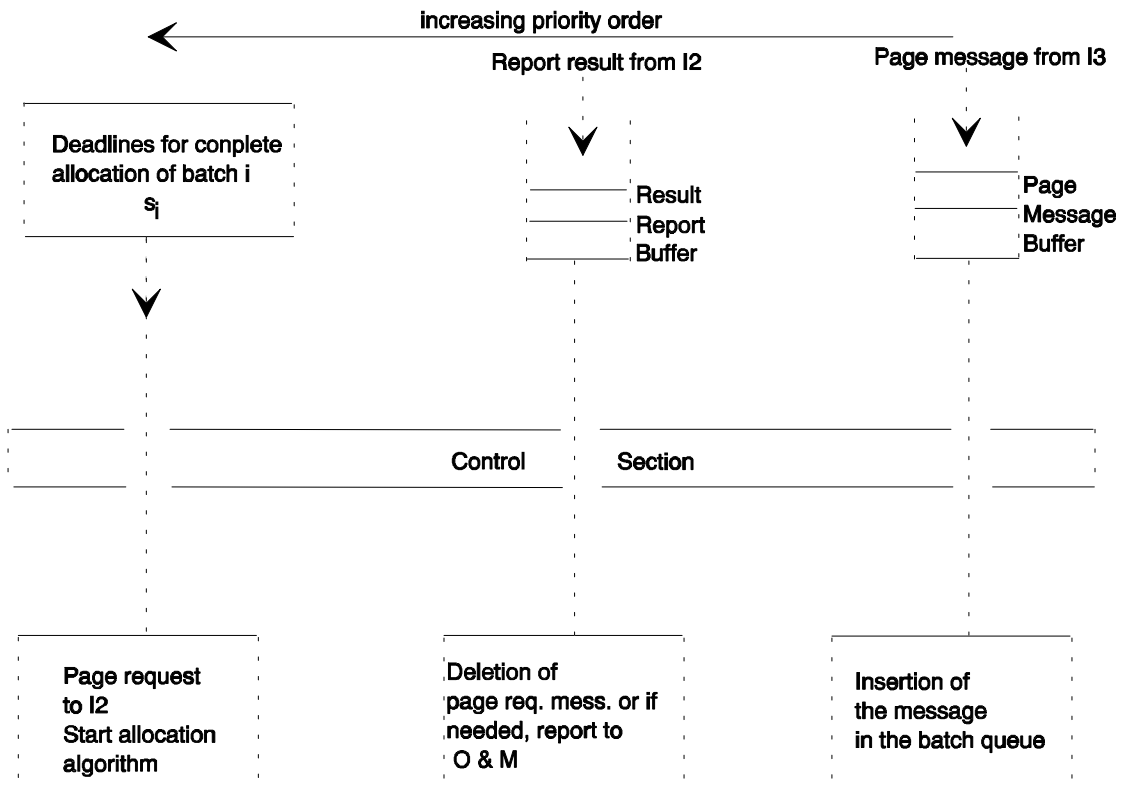 increasing priority order
Report result from I2
Page message from I3
Deadlines for conplete
allocation of batch i
si
Result
Report
Buffer
Page
Message
Buffer
Control Section
Page request
to I2
Start allocation
algorithm
Deletion of
page req. mess. or if
needed, report to
O & M
Insertion of
the message
in the batch queue